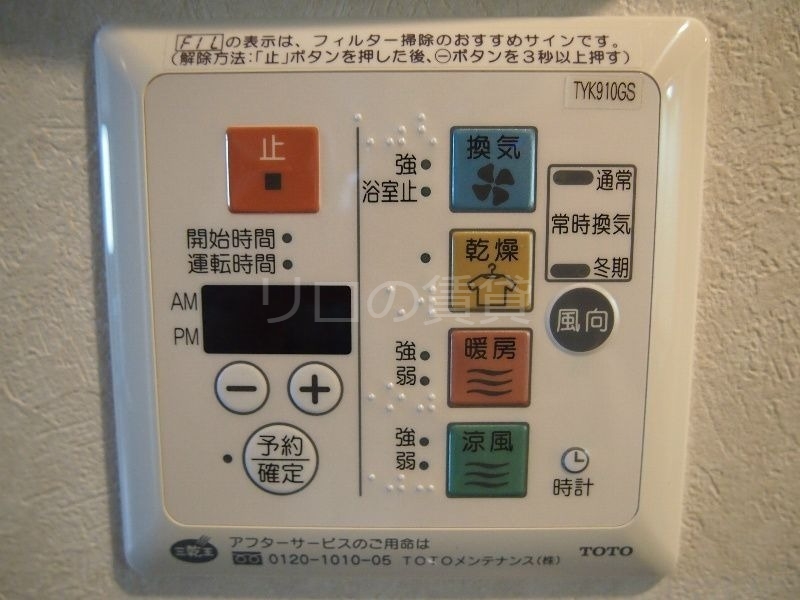 FILの表示は、フィルター掃除のおすすめサインです。
(解除方法:「止」ボタンを押した後、⊖ボタンを3秒以上押す)
TYK910GS
止
開始時間
運転時間
AM
PM
− +
予約
確定
強
浴室止
換気
乾燥
強
弱
暖房
強
弱
涼風
通常
常時換気
冬期
風向
時計
リロの賃貸
三乾王
アフターサービスのご用命は
0120-1010-05 TOTOメンテナンス(株)
TOTO